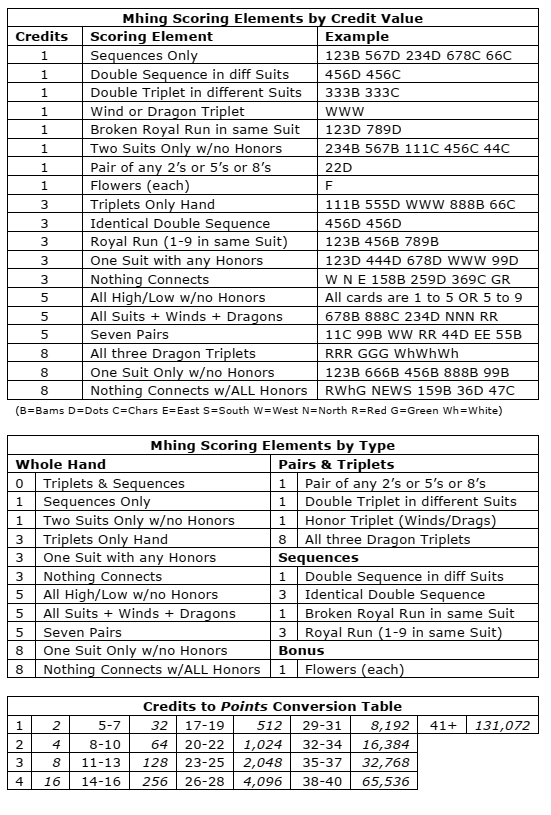 Mhing Scoring Elements by Credit Value
Credits Scoring Element Example
1 Sequences Only 123B 567D 234D 678C 66C
1 Double Sequence in diff Suits 456D 456C
1 Double Triplet in different Suits 333B 333C
1 Wind or Dragon Triplet WWW
1 Broken Royal Run in same Suit 123D 789D
1 Two Suits Only w/no Honors 234B 567B 111C 456C 44C
1 Pair of any 2's or 5's or 8's 22D
1 Flowers (each) F
3 Triplets Only Hand 111B 555D WWW 888B 66C
3 Identical Double Sequence 456D 456D
3 Royal Run (1-9 in same Suit) 123B 456B 789B
3 One Suit with any Honors 123D 444D 678D WWW 99D
3 Nothing Connects W N E 158B 259D 369C GR
5 All High/Low w/no Honors All cards are 1 to 5 OR 5 to 9
5 All Suits + Winds + Dragons 678B 888C 234D NNN RR
5 Seven Pairs 11C 99B WW RR 44D EE 55B
8 All three Dragon Triplets RRR GGG WhWhWh
8 One Suit Only w/no Honors 123B 666B 456B 888B 99B
8 Nothing Connects w/ALL Honors RWhG NEWS 159B 36D 47C
(B=Bams D=Dots C=Chars E=East S=South W=West N=North R=Red G=Green Wh=White)
Mhing Scoring Elements by Type
Whole Hand Pairs & Triplets
0 Triplets & Sequences 1 Pair of any 2's or 5's or 8's
1 Sequences Only 1 Double Triplet in different Suits
1 Two Suits Only w/no Honors 1 Honor Triplet (Winds/Drags)
3 Triplets Only Hand 8 All three Dragon Triplets
3 One Suit with any Honors Sequences
3 Nothing Connects 1 Double Sequence in diff Suits
5 All High/Low w/no Honors 3 Identical Double Sequence
5 All Suits + Winds + Dragons 1 Broken Royal Run in same Suit
5 Seven Pairs 3 Royal Run (1-9 in same Suit)
8 One Suit Only w/no Honors Bonus
8 Nothing Connects w/ALL Honors 1 Flowers (each)
Credits to Points Conversion Table
1 2 5-7 32 17-19 512 29-31 8,192 41+ 131,072
2 4 8-10 64 20-22 1,024 32-34 16,384
3 8 11-13 128 23-25 2,048 35-37 32,768
4 16 14-16 256 26-28 4,096 38-40 65,536